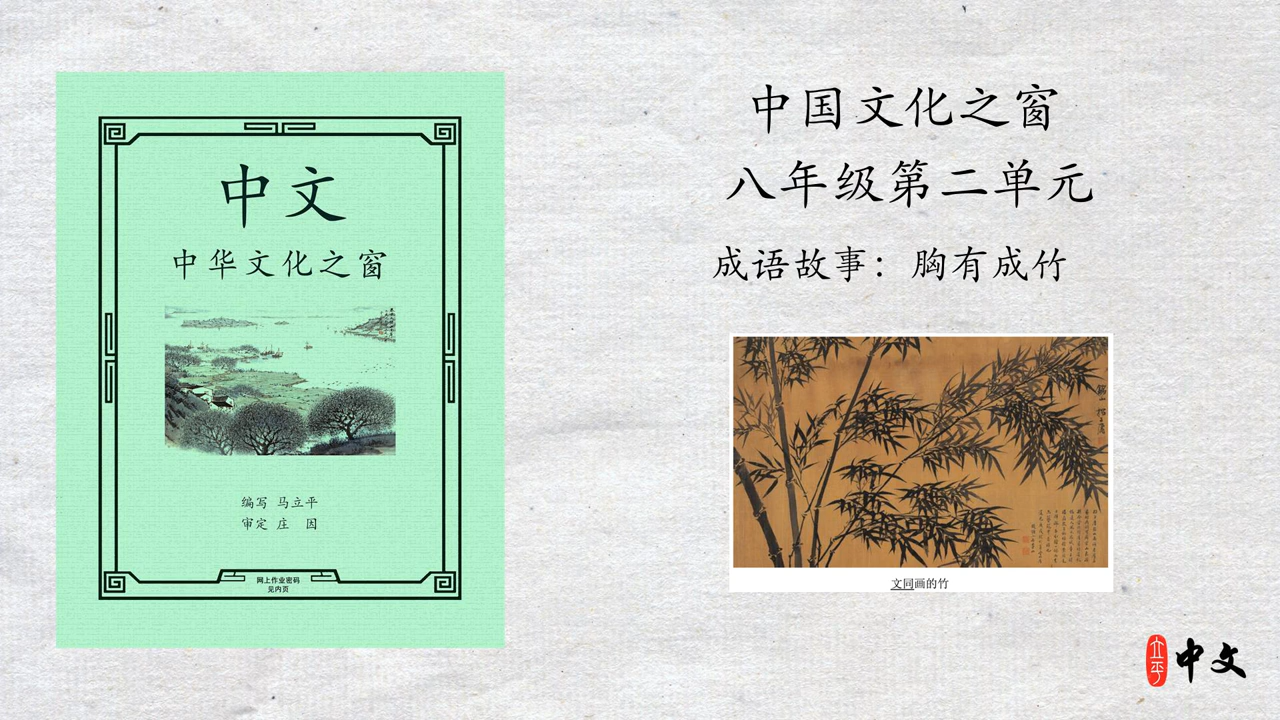 中文
中华文化之窗
编写 马立平
审定 庄 因
网上作业密码
见内页
中国文化之窗
八年级第二单元
成语故事：胸有成竹
文同画的竹
立平
中文